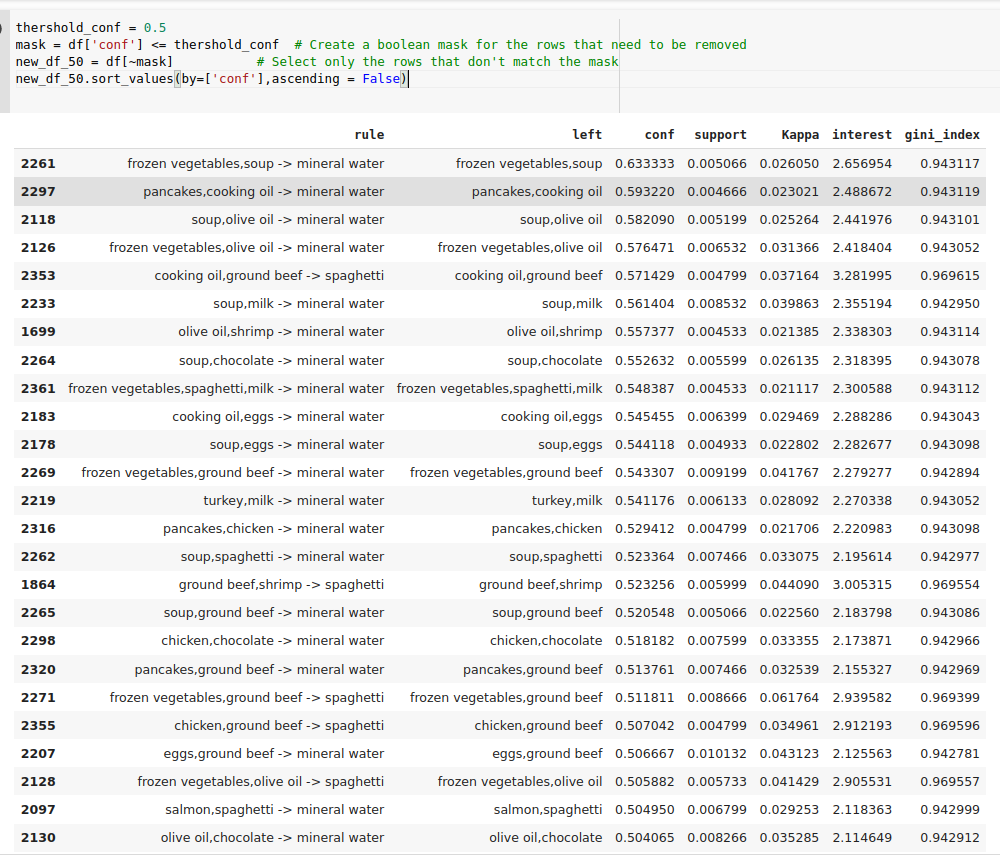 thershold_conf = 0.5
mask = df['conf'] <= thershold_conf  # Create a boolean mask for the rows that need to be removed
new_df_50 = df[~mask]           # Select only the rows that don't match the mask
new_df_50.sort_values(by=['conf'],ascending = False)
rule left conf support Kappa interest gini_index
2261 frozen vegetables,soup -> mineral water frozen vegetables,soup 0.633333 0.005066 0.026050 2.656954 0.943117
2297 pancakes,cooking oil -> mineral water pancakes,cooking oil 0.593220 0.004666 0.023021 2.488672 0.943119
2118 soup,olive oil -> mineral water soup,olive oil 0.582090 0.005199 0.025264 2.441976 0.943101
2126 frozen vegetables,olive oil -> mineral water frozen vegetables,olive oil 0.576471 0.006532 0.031366 2.418404 0.943052
2353 cooking oil,ground beef -> spaghetti cooking oil,ground beef 0.571429 0.004799 0.037164 3.281995 0.969615
2233 soup,milk -> mineral water soup,milk 0.561404 0.008532 0.039863 2.355194 0.942950
1699 olive oil,shrimp -> mineral water olive oil,shrimp 0.557377 0.004533 0.021385 2.338303 0.943114
2264 soup,chocolate -> mineral water soup,chocolate 0.552632 0.005599 0.026135 2.318395 0.943078
2361 frozen vegetables,spaghetti,milk -> mineral water frozen vegetables,spaghetti,milk 0.548387 0.004533 0.021117 2.300588 0.943112
2183 cooking oil,eggs -> mineral water cooking oil,eggs 0.545455 0.006399 0.029469 2.288286 0.943043
2178 soup,eggs -> mineral water soup,eggs 0.544118 0.004933 0.022802 2.282677 0.943098
2269 frozen vegetables,ground beef -> mineral water frozen vegetables,ground beef 0.543307 0.009199 0.041767 2.279277 0.942894
2219 turkey,milk -> mineral water turkey,milk 0.541176 0.006133 0.028092 2.270338 0.943052
2316 pancakes,chicken -> mineral water pancakes,chicken 0.529412 0.004799 0.021706 2.220983 0.943098
2262 soup,spaghetti -> mineral water soup,spaghetti 0.523364 0.007466 0.033075 2.195614 0.942977
1864 ground beef,shrimp -> spaghetti ground beef,shrimp 0.523256 0.005999 0.044090 3.005315 0.969554
2265 soup,ground beef -> mineral water soup,ground beef 0.520548 0.005066 0.022560 2.183798 0.943086
2298 chicken,chocolate -> mineral water chicken,chocolate 0.518182 0.007599 0.033355 2.173871 0.942966
2320 pancakes,ground beef -> mineral water pancakes,ground beef 0.513761 0.007466 0.032539 2.155327 0.942969
2271 frozen vegetables,ground beef -> spaghetti frozen vegetables,ground beef 0.511811 0.008666 0.061764 2.939582 0.969399
2355 chicken,ground beef -> spaghetti chicken,ground beef 0.507042 0.004799 0.034961 2.912193 0.969596
2207 eggs,ground beef -> mineral water eggs,ground beef 0.506667 0.010132 0.043123 2.125563 0.942781
2128 frozen vegetables,olive oil -> spaghetti frozen vegetables,olive oil 0.505882 0.005733 0.041429 2.905531 0.969557
2097 salmon,spaghetti -> mineral water salmon,spaghetti 0.504950 0.006799 0.029253 2.118363 0.942999
2130 olive oil,chocolate -> mineral water olive oil,chocolate 0.504065 0.008266 0.035285 2.114649 0.942912